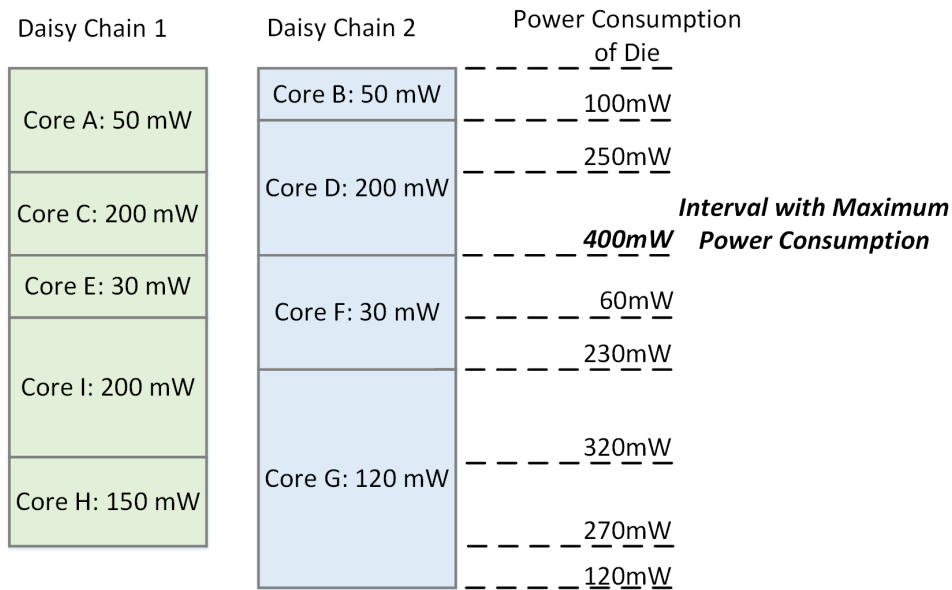 Daisy Chain 1
Daisy Chain 2
Power Consumption
of Die
Core A: 50 mW
Core C: 200 mW
Core E: 30 mW
Core I: 200 mW
Core H: 150 mW
Core B: 50 mW
Core D: 200 mW
Core F: 30 mW
Core G: 120 mW
100mW
250mW
400mW
60mW
230mW
320mW
270mW
120mW
Interval with Maximum
Power Consumption